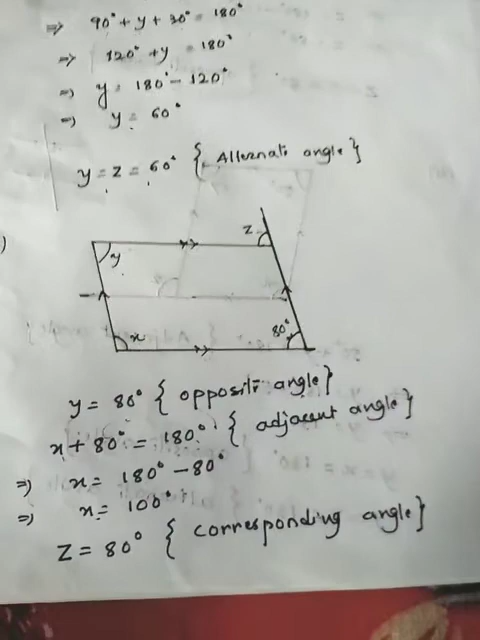 ⇒ 90° + y + 30° = 180°
⇒ 120° + y = 180°
⇒ y = 180° - 120°
⇒ y = 60°
y = z = 60° { Alternate angle }
)
z
y
x
80°
y = 80° { opposite angle }
x + 80° = 180° { adjacent angle }
⇒ x = 180° - 80°
⇒ x = 100°
z = 80° { corresponding angle }